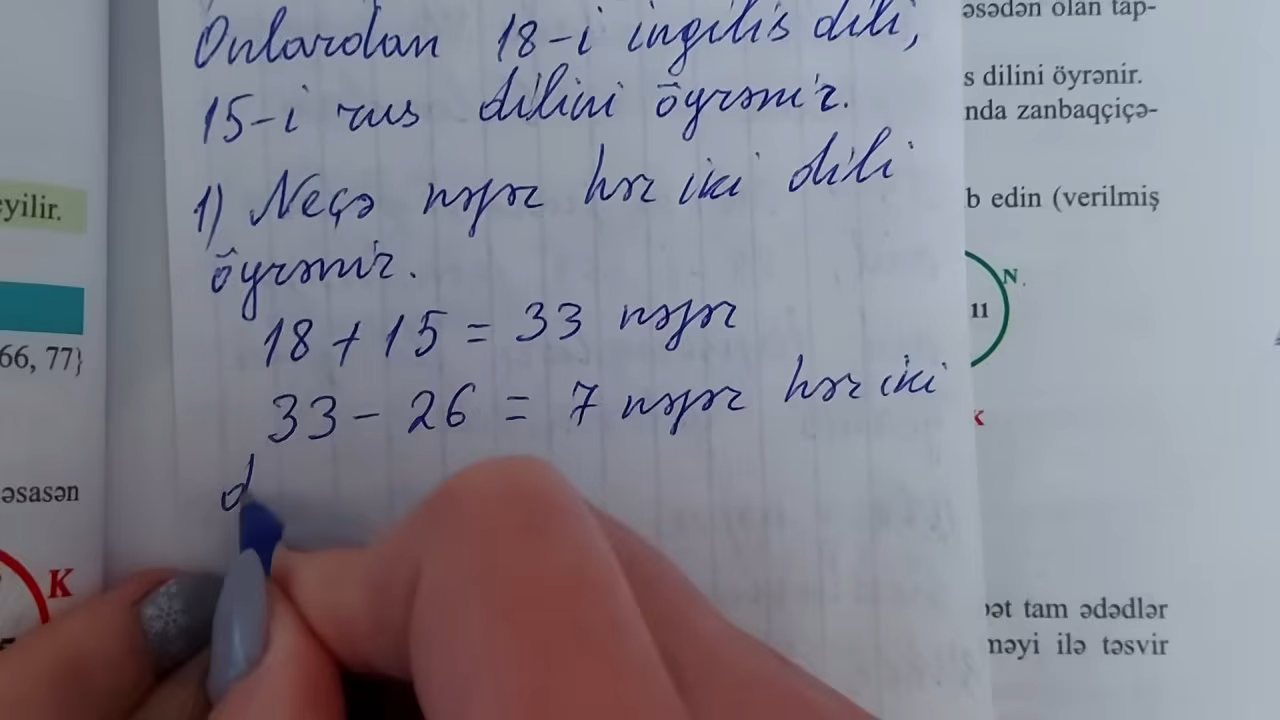 Onlardan 18-i ingilis dili,
15-i rus dilini öyrənir.
1) Neçə nəfər hər iki dili
öyrənir.
18 + 15 = 33 nəfər
33 - 26 = 7 nəfər hər iki
d
yilir.
66, 77}
əsasən
K
əsədən olan tap-
s dilini öyrənir.
nda zanbaqçiçə-
b edin (verilmiş
N
11
K
ət tam ədədlər
məyi ilə təsvir